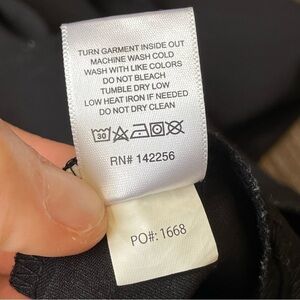 TURN GARMENT INSIDE OUT
MACHINE WASH COLD
WASH WITH LIKE COLORS
DO NOT BLEACH
TUMBLE DRY LOW
LOW HEAT IRON IF NEEDED
DO NOT DRY CLEAN
30
RN# 142256
PO#: 1668